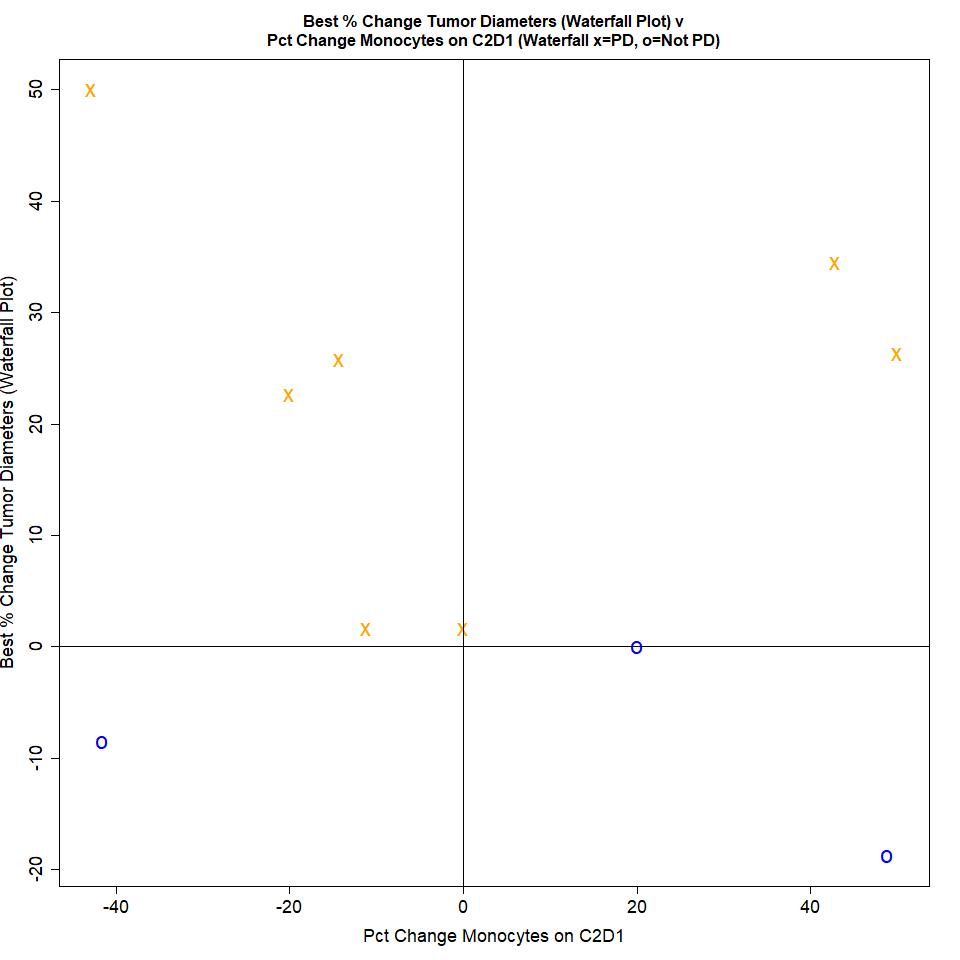 Best % Change Tumor Diameters (Waterfall Plot) v
Pct Change Monocytes on C2D1 (Waterfall x=PD, o=Not PD)
Best % Change Tumor Diameters (Waterfall Plot)
50
40
30
20
10
0
-10
-20
X
X
X
X
X
X
X
O
O
O
-40
-20
0
20
40
Pct Change Monocytes on C2D1